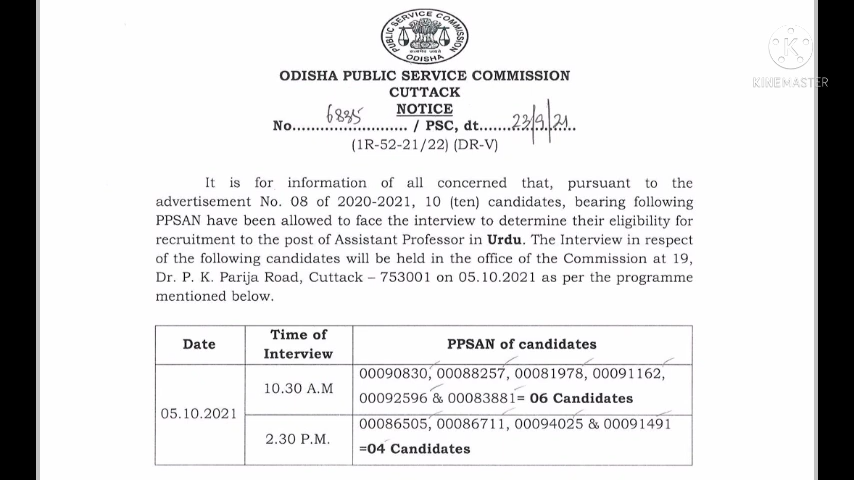 PUBLIC SERVICE COMMISSION
ODISHA
KINEMASTER
ODISHA PUBLIC SERVICE COMMISSION
CUTTACK
NOTICE
No.....6835............... / PSC, dt.......23/9/21..
(1R-52-21/22) (DR-V)
It is for information of all concerned that, pursuant to the
advertisement No. 08 of 2020-2021, 10 (ten) candidates, bearing following
PPSAN have been allowed to face the interview to determine their eligibility for
recruitment to the post of Assistant Professor in Urdu. The Interview in respect
of the following candidates will be held in the office of the Commission at 19,
Dr. P. K. Parija Road, Cuttack – 753001 on 05.10.2021 as per the programme
mentioned below.
Date
Time of
Interview
PPSAN of candidates
05.10.2021
10.30 A.M
00090830, 00088257, 00081978, 00091162,
00092596 & 00083881= 06 Candidates
2.30 P.M.
00086505, 00086711, 00094025 & 00091491
=04 Candidates